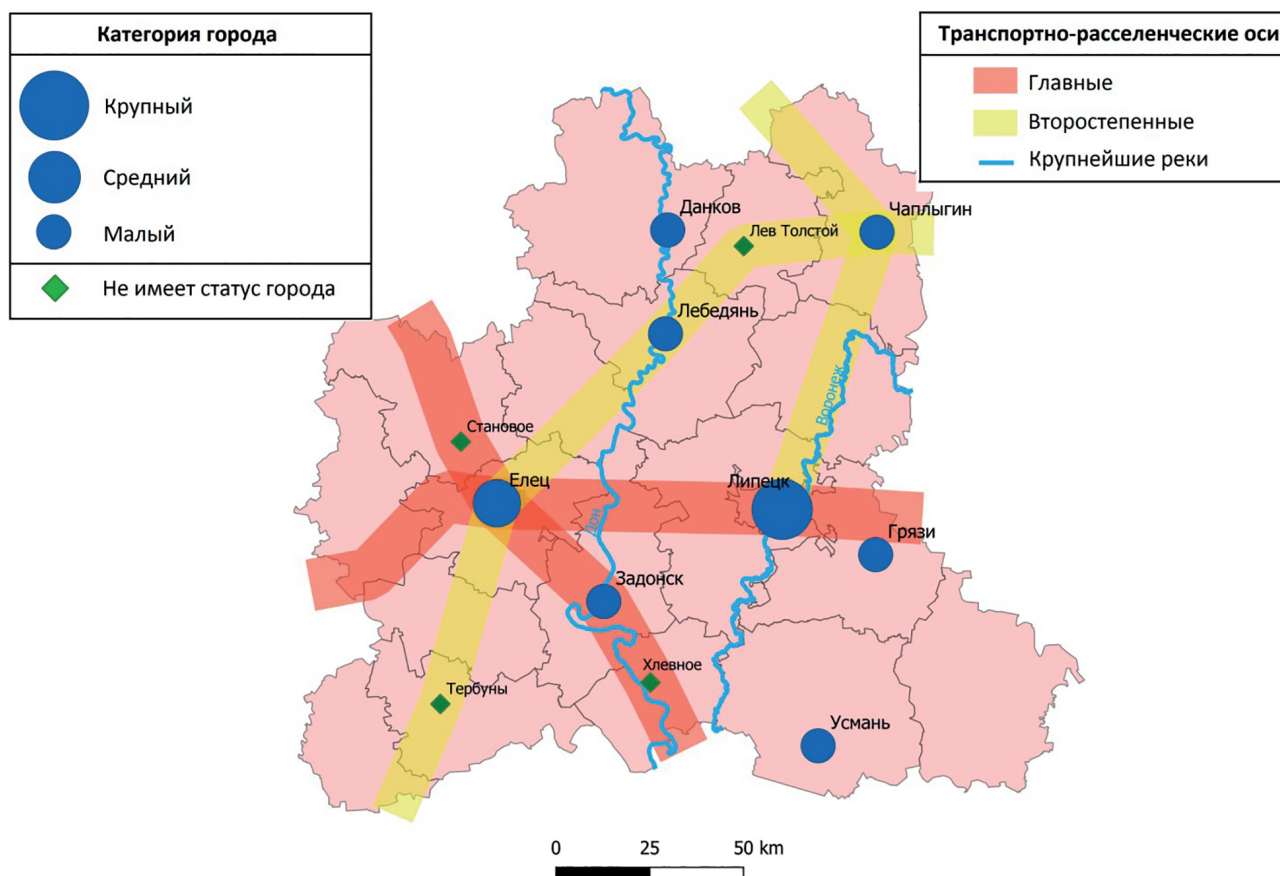 Категория города
Крупный
Средний
Малый
Не имеет статус города
Транспортно-расселенческие оси
Главные
Второстепенные
Крупнейшие реки
Данков
Чаплыгин
Лев Толстой
Лебедянь
Воронеж
Становое
Елец
Липецк
Дон
Грязи
Задонск
Хлевное
Тербуны
Усмань
0 25 50 km